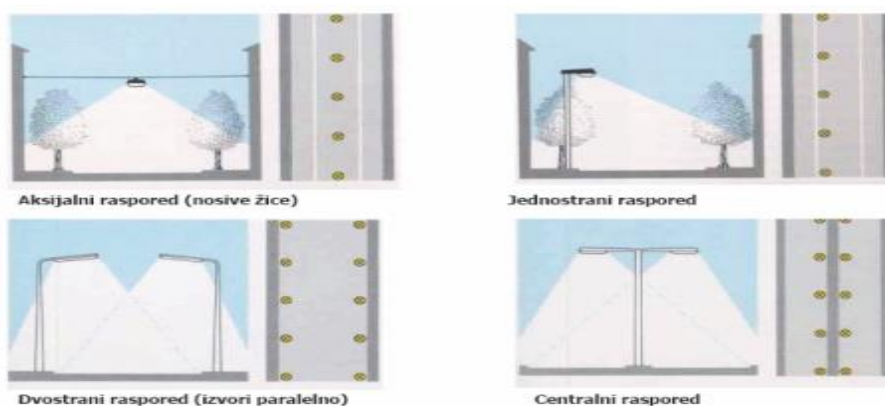 Aksijalni raspored (nosive žice)
Jednostrani raspored
Dvostrani raspored (izvori paralelno)
Centralni raspored